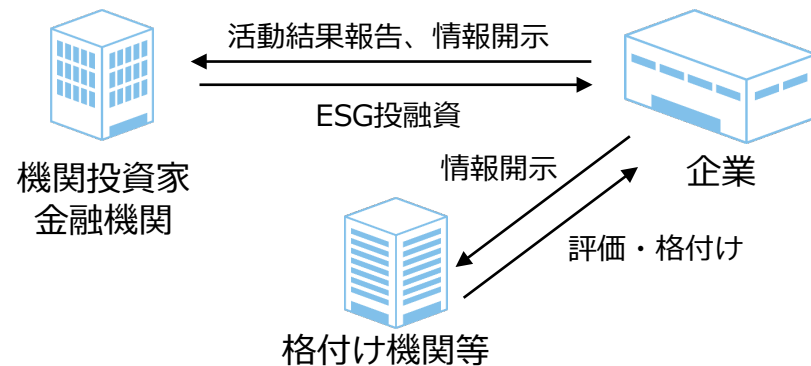 活動結果報告、情報開示
ESG投融資
機関投資家
金融機関
企業
情報開示
評価・格付け
格付け機関等